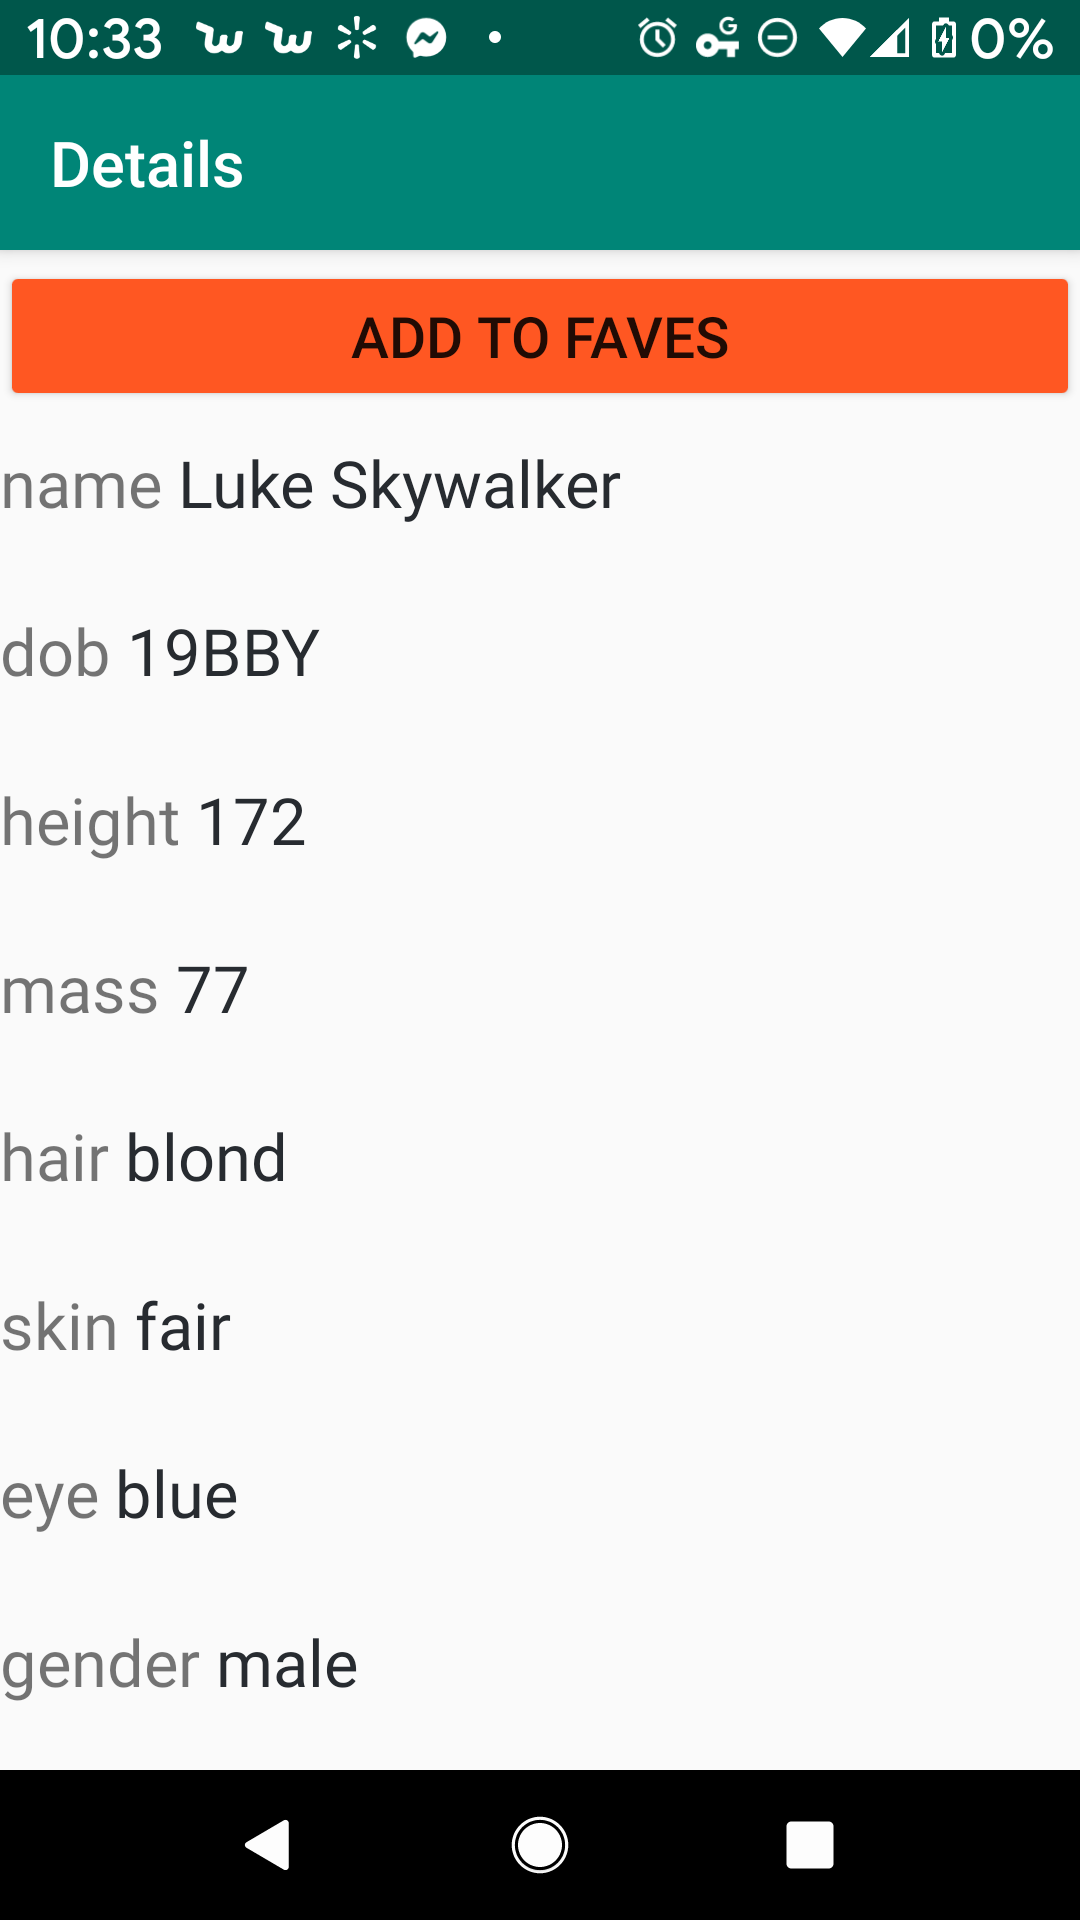 10:33 G 0%
Details
ADD TO FAVES
name Luke Skywalker
dob 19BBY
height 172
mass 77
hair blond
skin fair
eye blue
gender male